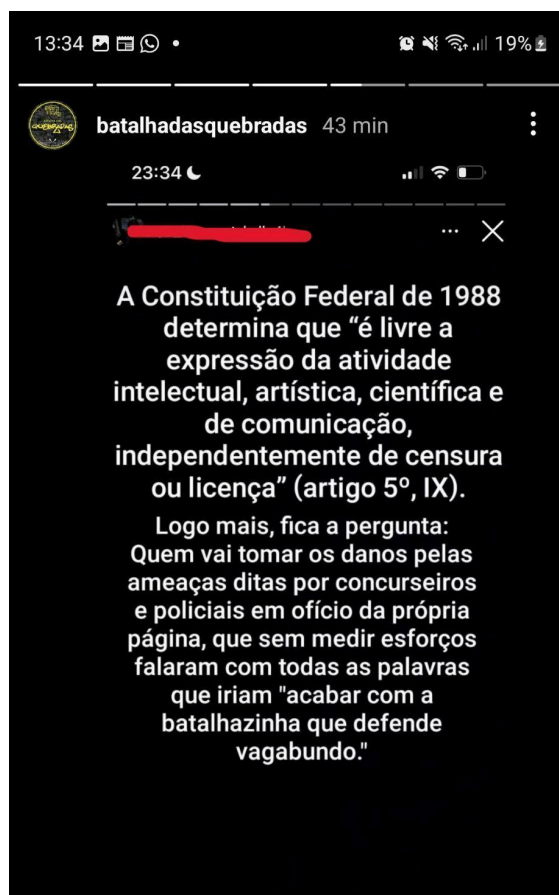 13:34
19%
QUEBRADAS
batalhadasquebradas 43 min
23:34
A Constituição Federal de 1988
determina que “é livre a
expressão da atividade
intelectual, artística, científica e
de comunicação,
independentemente de censura
ou licença” (artigo 5º, IX).
Logo mais, fica a pergunta:
Quem vai tomar os danos pelas
ameaças ditas por concurseiros
e policiais em ofício da própria
página, que sem medir esforços
falaram com todas as palavras
que iriam "acabar com a
batalhazinha que defende
vagabundo."